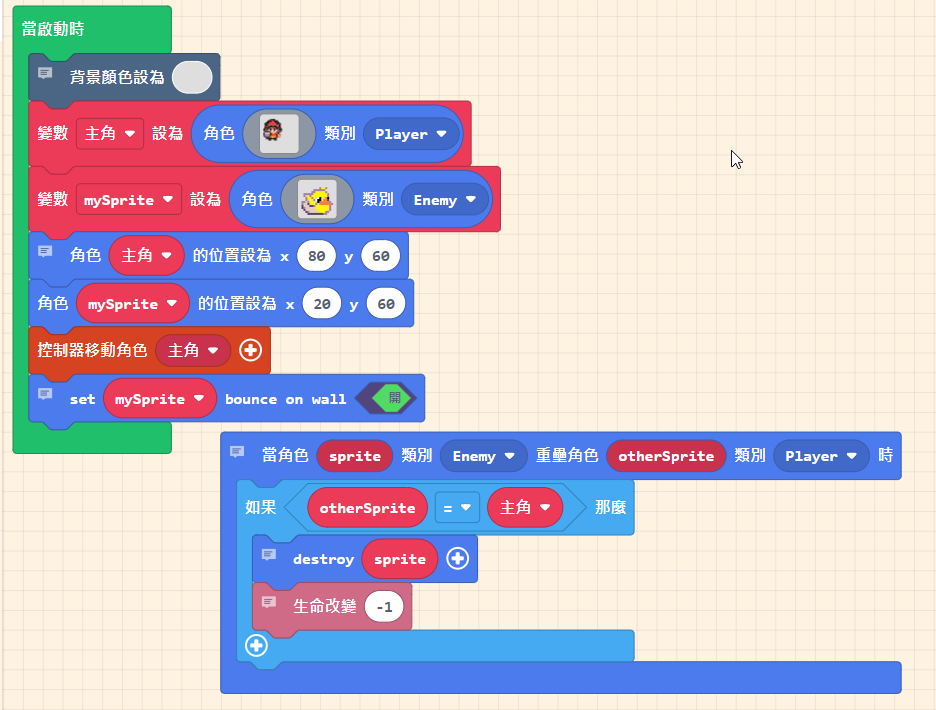 當啟動時
背景顏色設為
變數 主角 設為 角色 類別 Player
變數 mySprite 設為 角色 類別 Enemy
角色 主角 的位置設為 x 80 y 60
角色 mySprite 的位置設為 x 20 y 60
控制器移動角色 主角
set mySprite bounce on wall 開
當角色 sprite 類別 Enemy 重疊角色 otherSprite 類別 Player 時
如果 otherSprite = 主角 那麼
destroy sprite
生命改變 -1